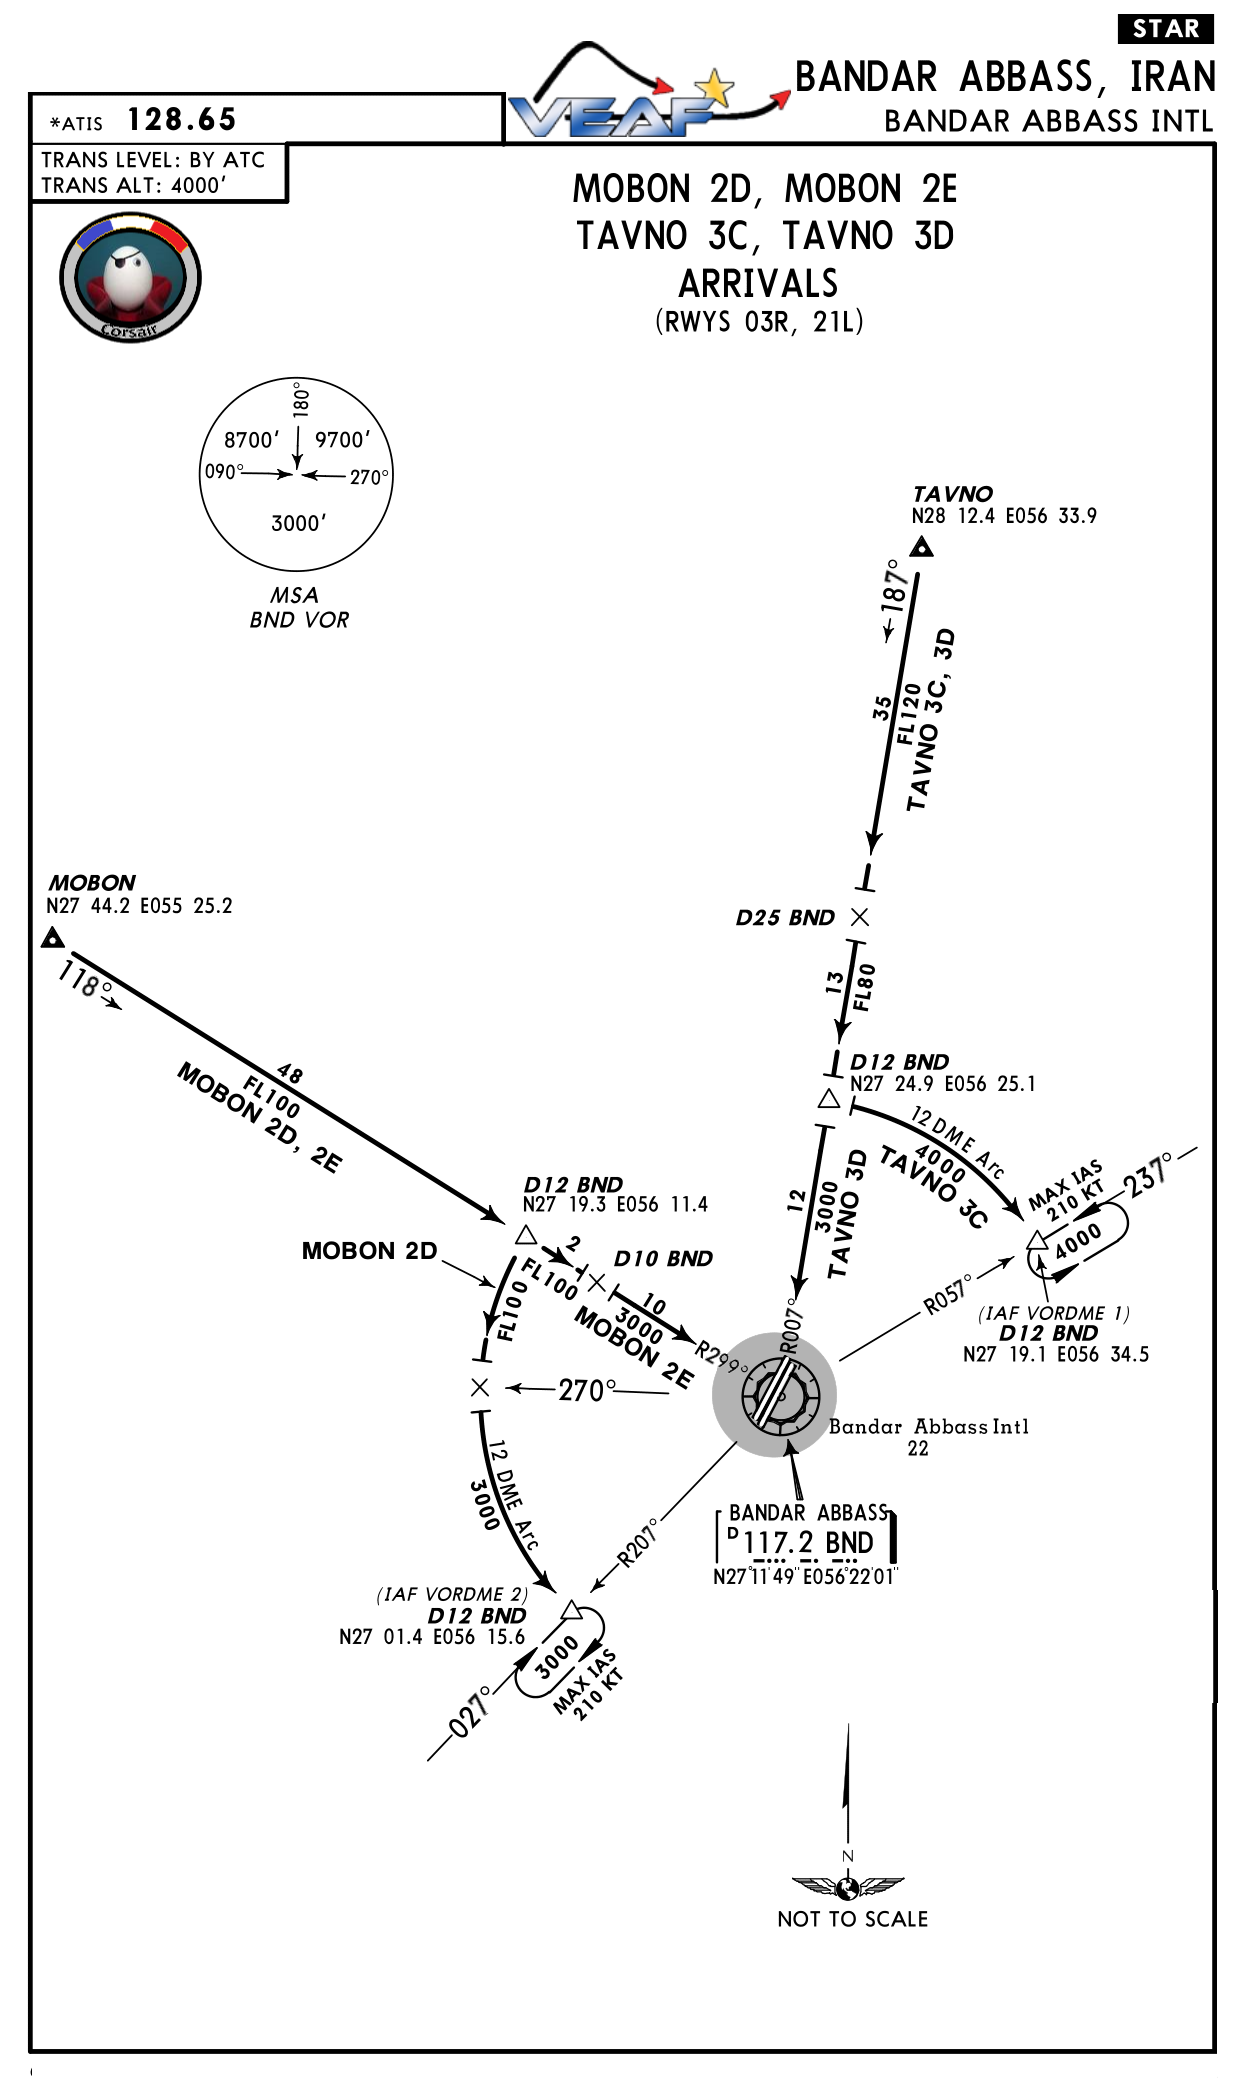 STAR
BANDAR ABBASS, IRAN
BANDAR ABBASS INTL
VEAF
*ATIS 128.65
TRANS LEVEL: BY ATC
TRANS ALT: 4000'
MOBON 2D, MOBON 2E
TAVNO 3C, TAVNO 3D
ARRIVALS
(RWYS 03R, 21L)
Corsair
180°
8700' 9700'
090° 270°
3000'
MSA
BND VOR
TAVNO
N28 12.4 E056 33.9
187°
35
FL120
TAVNO 3C, 3D
MOBON
N27 44.2 E055 25.2
118°
48
FL100
MOBON 2D, 2E
D25 BND
13
FL80
D12 BND
N27 24.9 E056 25.1
12 DME Arc
4000
TAVNO 3C
12
3000
TAVNO 3D
MAX IAS
210 KT
237°
4000
D12 BND
N27 19.3 E056 11.4
MOBON 2D
2
FL100
D10 BND
FL100
10
3000
MOBON 2E
R299°
R007°
R057°
(IAF VORDME 1)
D12 BND
N27 19.1 E056 34.5
270°
Bandar Abbass Intl
22
12 DME Arc
3000
BANDAR ABBASS
D 117.2 BND
N27°11'49" E056°22'01"
R207°
(IAF VORDME 2)
D12 BND
N27 01.4 E056 15.6
3000
MAX IAS
210 KT
027°
N
NOT TO SCALE